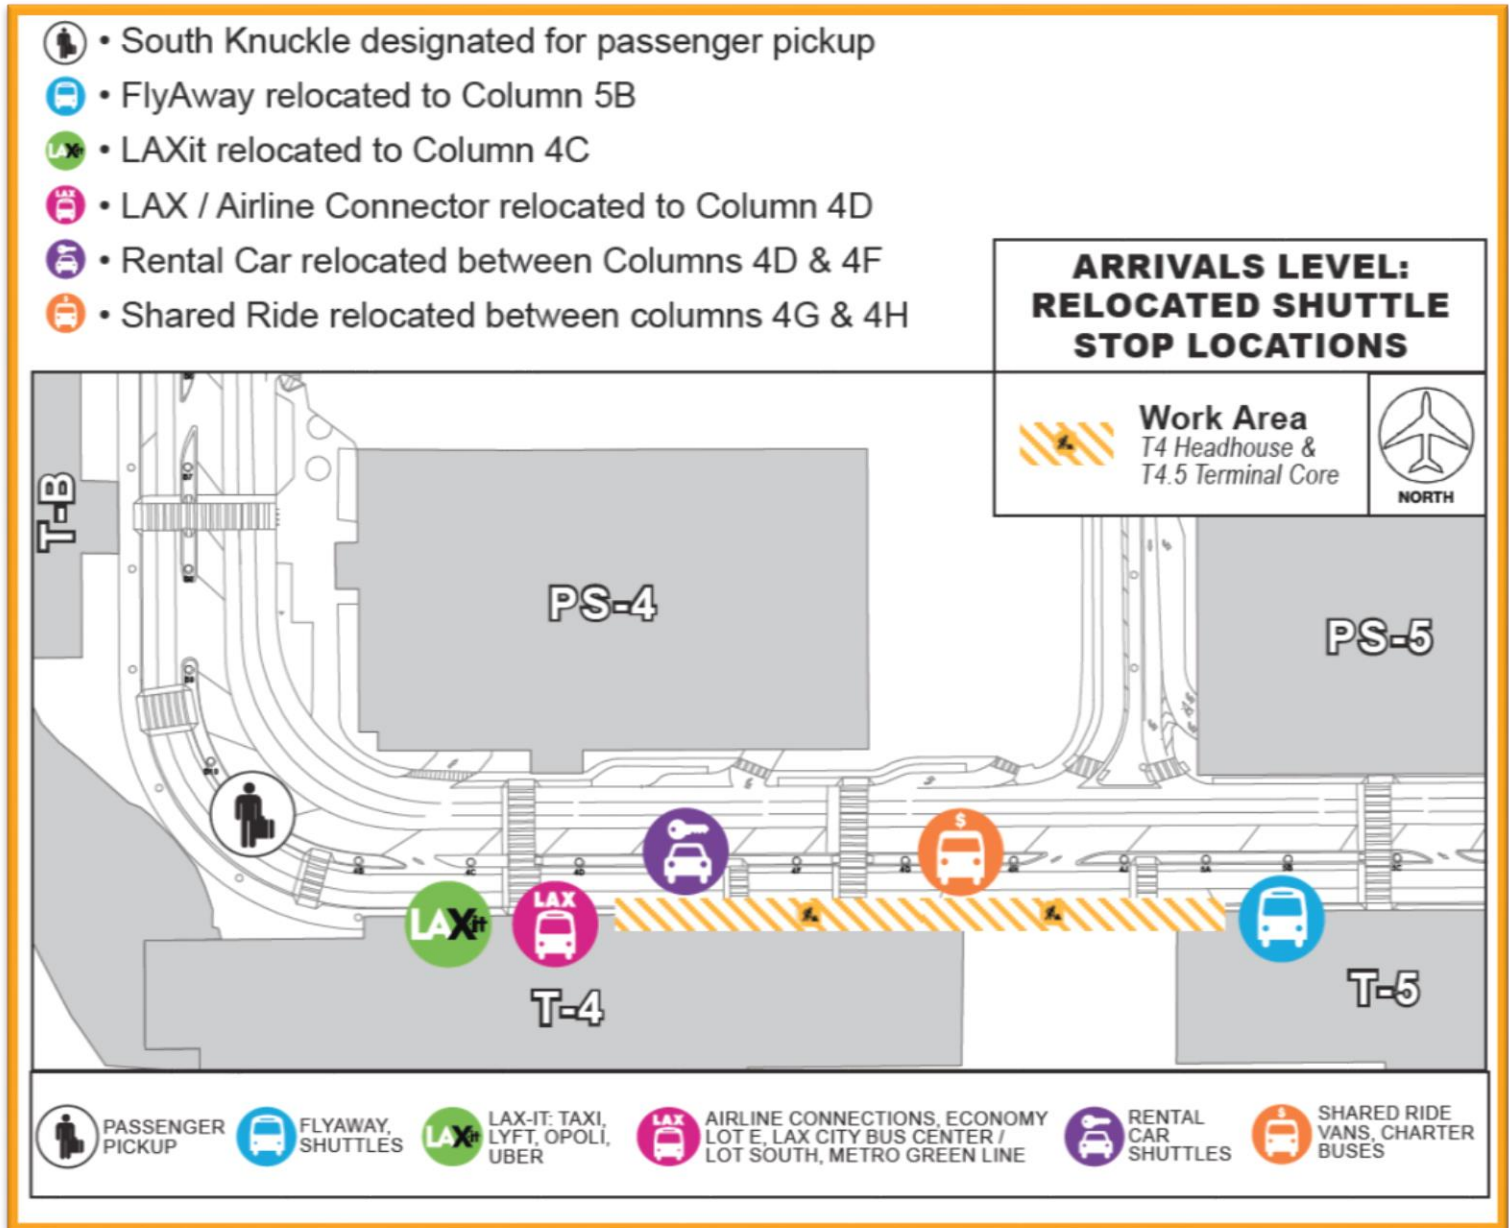 • South Knuckle designated for passenger pickup
• FlyAway relocated to Column 5B
LAXit • LAXit relocated to Column 4C
LAX • LAX / Airline Connector relocated to Column 4D
• Rental Car relocated between Columns 4D & 4F
$ • Shared Ride relocated between columns 4G & 4H
ARRIVALS LEVEL:
RELOCATED SHUTTLE
STOP LOCATIONS
Work Area
T4 Headhouse &
T4.5 Terminal Core
NORTH
T-B
PS-4
PS-5
$
LAXit
LAX
T-4
T-5
PASSENGER
PICKUP
FLYAWAY,
SHUTTLES
LAXit
LAX-IT: TAXI,
LYFT, OPOLI,
UBER
LAX
AIRLINE CONNECTIONS, ECONOMY
LOT E, LAX CITY BUS CENTER /
LOT SOUTH, METRO GREEN LINE
RENTAL
CAR
SHUTTLES
$
SHARED RIDE
VANS, CHARTER
BUSES